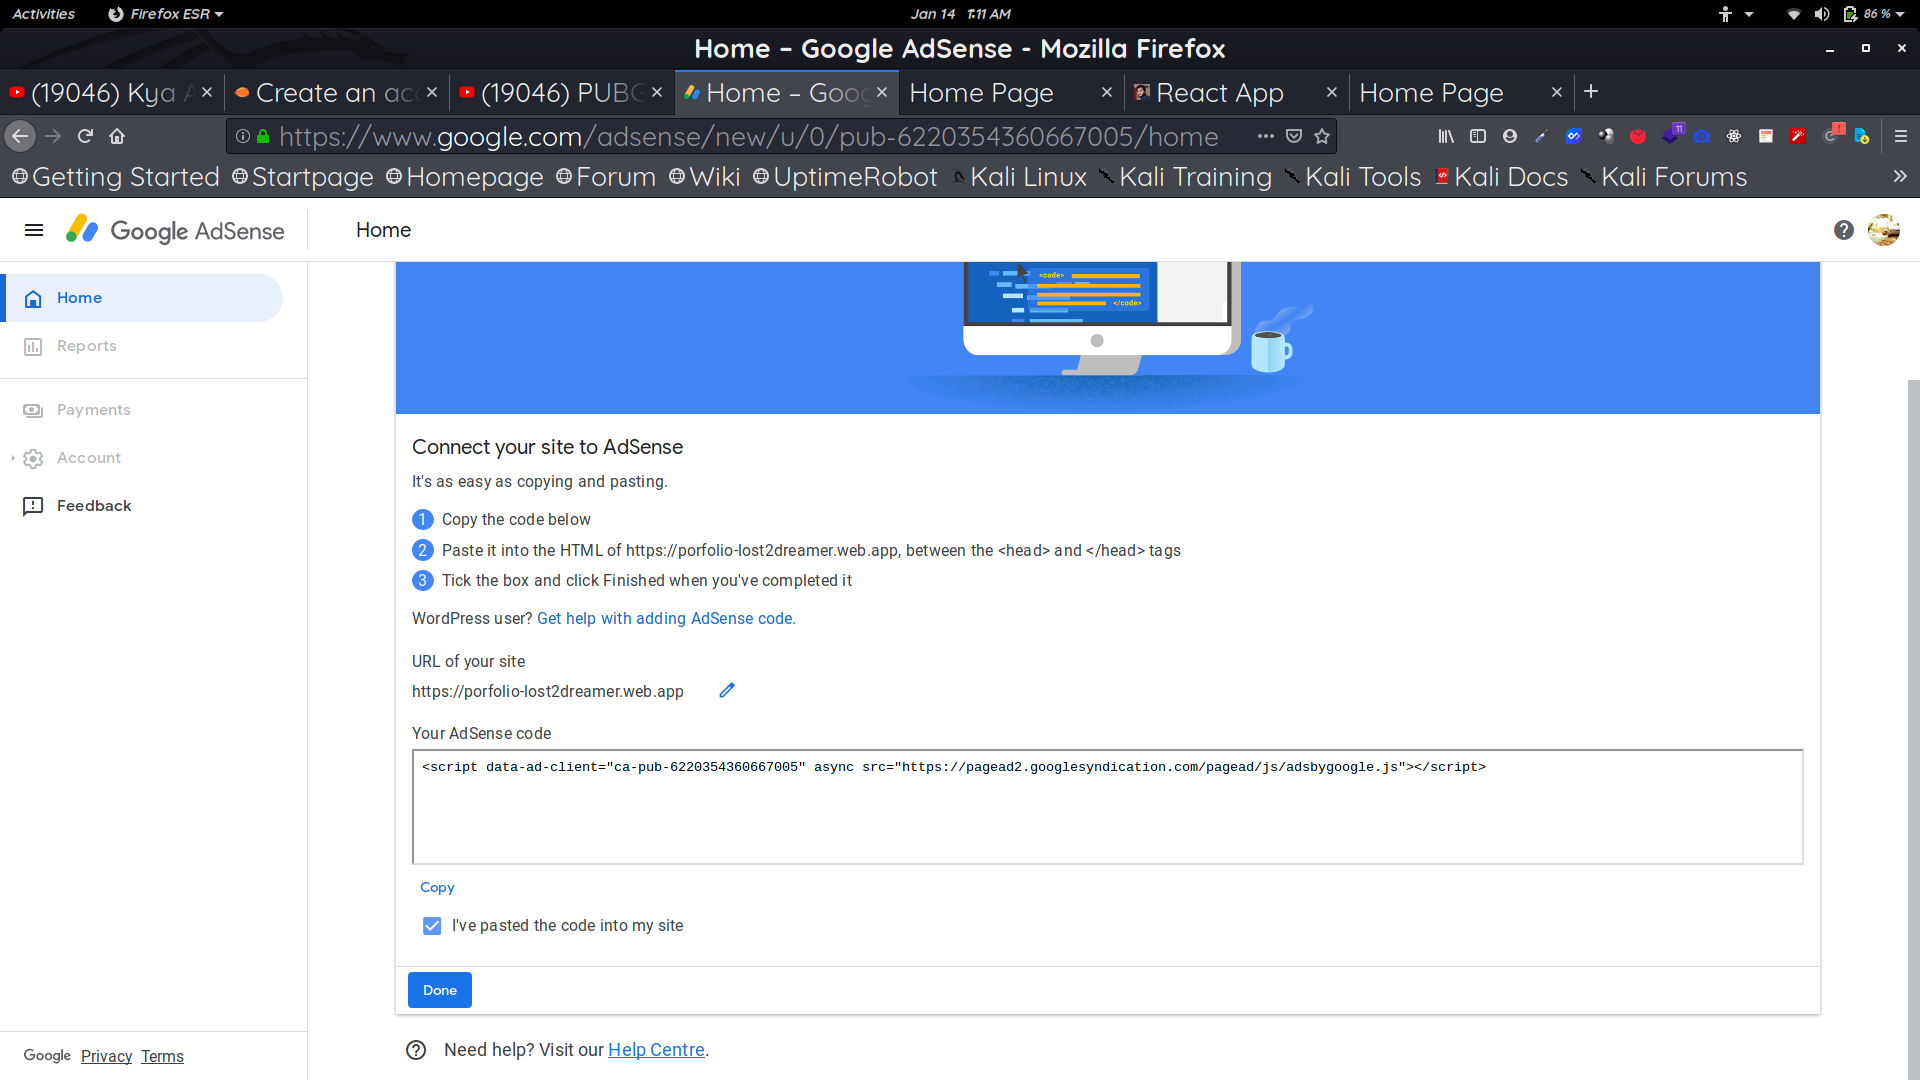 Activities
Firefox ESR
Jan 14 1:11 AM
86 %
Home – Google AdSense - Mozilla Firefox
(19046) Kya A
Create an acc
(19046) PUBG
Home – Goog
Home Page
React App
Home Page
https://www.google.com/adsense/new/u/0/pub-6220354360667005/home
11
Getting Started
Startpage
Homepage
Forum
Wiki
UptimeRobot
Kali Linux
Kali Training
Kali Tools
Kali Docs
Kali Forums
Google AdSense
Home
Home
Reports
Payments
Account
Feedback
<code>
</code>
Connect your site to AdSense
It's as easy as copying and pasting.
1 Copy the code below
2 Paste it into the HTML of https://porfolio-lost2dreamer.web.app, between the <head> and </head> tags
3 Tick the box and click Finished when you've completed it
WordPress user? Get help with adding AdSense code.
URL of your site
https://porfolio-lost2dreamer.web.app
Your AdSense code
<script data-ad-client="ca-pub-6220354360667005" async src="https://pagead2.googlesyndication.com/pagead/js/adsbygoogle.js"></script>
Copy
I've pasted the code into my site
Done
Need help? Visit our Help Centre.
Google Privacy Terms